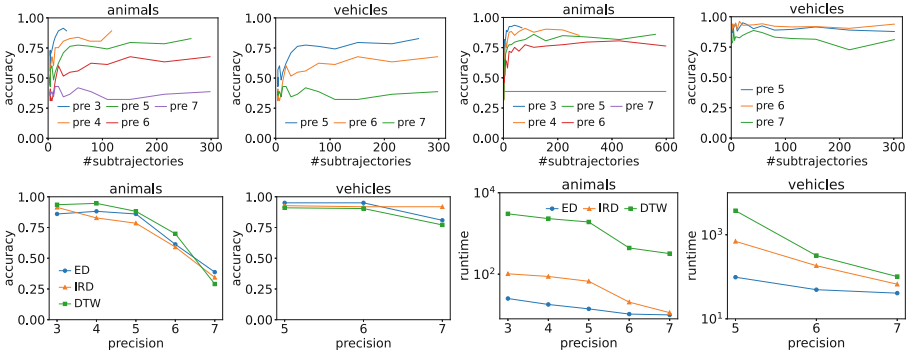 animals
accuracy
1.00
0.75
0.50
0.25
0.00
pre 3 pre 5 pre 7
pre 4 pre 6
0 100 200 300
#subtrajectories
vehicles
accuracy
1.00
0.75
0.50
0.25
0.00
pre 5 pre 6 pre 7
0 100 200 300
#subtrajectories
animals
accuracy
1.00
0.75
0.50
0.25
0.00
pre 3 pre 5 pre 7
pre 4 pre 6
0 200 400 600
#subtrajectories
vehicles
accuracy
1.00
0.75
0.50
0.25
0.00
pre 5
pre 6
pre 7
0 100 200 300
#subtrajectories
animals
accuracy
1.00
0.75
0.50
0.25
0.00
ED
IRD
DTW
3 4 5 6 7
precision
vehicles
accuracy
1.00
0.75
0.50
0.25
0.00
5 6 7
precision
animals
runtime
10⁴
10²
ED IRD DTW
3 4 5 6 7
precision
vehicles
runtime
10³
10¹
5 6 7
precision